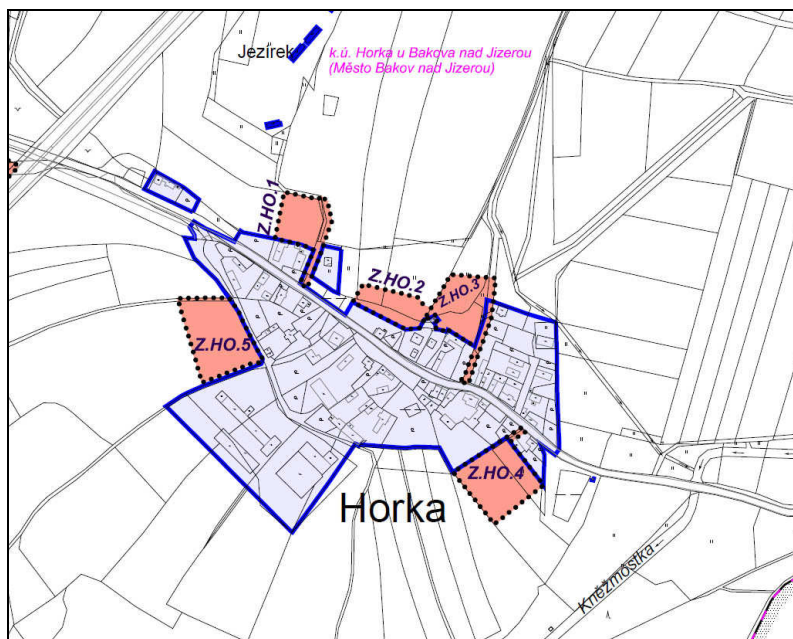 Jezírek
k.ú. Horka u Bakova nad Jizerou
(Město Bakov nad Jizerou)
Z.HO.1
Z.HO.2
Z.HO.3
Z.HO.5
Z.HO.4
Horka
Kněžmostka